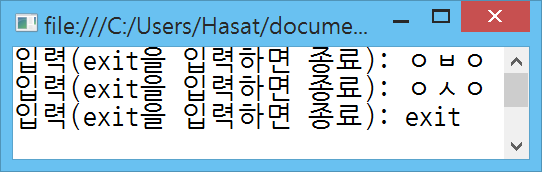 file:///C:/Users/Hasat/docume...
입력(exit을 입력하면 종료): ㅇㅂㅇ
입력(exit을 입력하면 종료): ㅇㅅㅇ
입력(exit을 입력하면 종료): exit